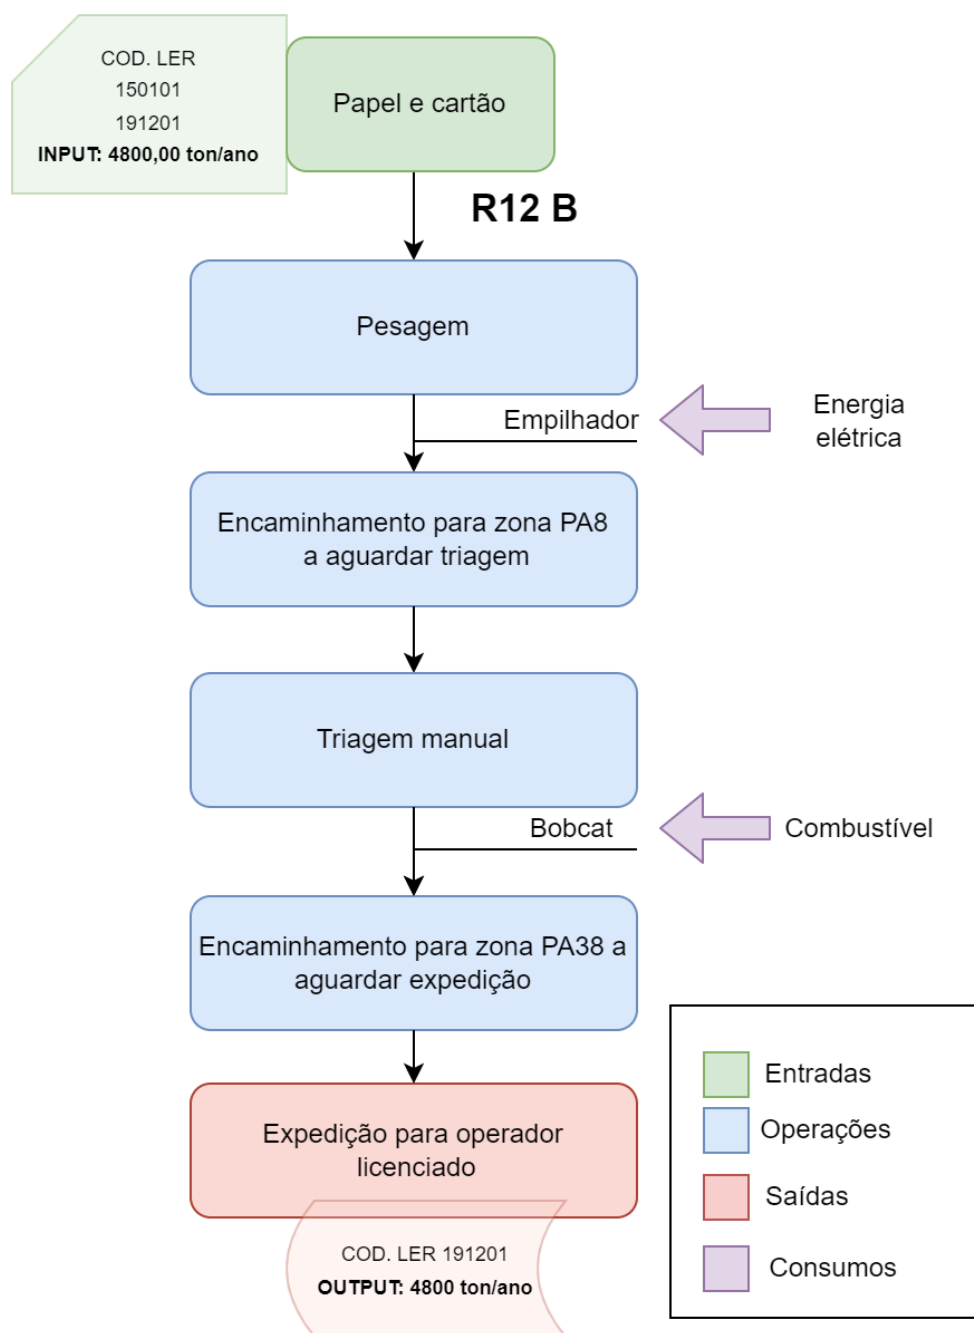 COD. LER
150101
191201
INPUT: 4800,00 ton/ano
Papel e cartão
R12 B
Pesagem
Empilhador
Energia
elétrica
Encaminhamento para zona PA8
a aguardar triagem
Triagem manual
Bobcat
Combustível
Encaminhamento para zona PA38 a
aguardar expedição
Expedição para operador
licenciado
COD. LER 191201
OUTPUT: 4800 ton/ano
Entradas
Operações
Saídas
Consumos